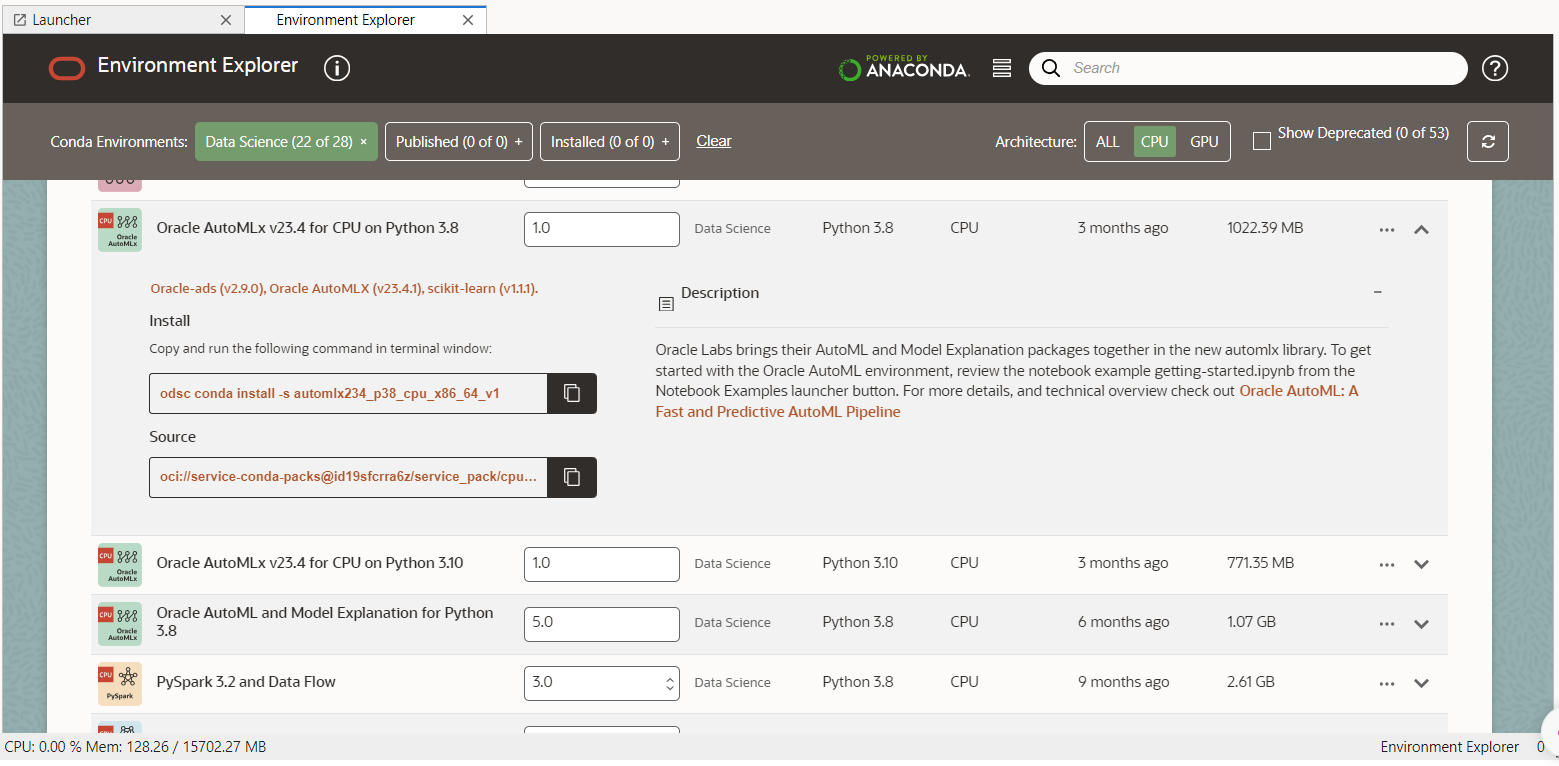 Launcher
Environment Explorer
Environment Explorer
POWERED BY
ANACONDA.
Search
Conda Environments:
Data Science (22 of 28) ×
Published (0 of 0) +
Installed (0 of 0) +
Clear
Architecture:
ALL
CPU
GPU
Show Deprecated (0 of 53)
CPU
Oracle
AutoMLx
Oracle AutoMLx v23.4 for CPU on Python 3.8
1.0
Data Science
Python 3.8
CPU
3 months ago
1022.39 MB
Oracle-ads (v2.9.0), Oracle AutoMLX (v23.4.1), scikit-learn (v1.1.1).
Install
Copy and run the following command in terminal window:
odsc conda install -s automlx234_p38_cpu_x86_64_v1
Source
oci://service-conda-packs@id19sfcrra6z/service_pack/cpu...
Description
Oracle Labs brings their AutoML and Model Explanation packages together in the new automlx library. To get
started with the Oracle AutoML environment, review the notebook example getting-started.ipynb from the
Notebook Examples launcher button. For more details, and technical overview check out Oracle AutoML: A
Fast and Predictive AutoML Pipeline
CPU
Oracle
AutoMLx
Oracle AutoMLx v23.4 for CPU on Python 3.10
1.0
Data Science
Python 3.10
CPU
3 months ago
771.35 MB
CPU
Oracle
AutoMLx
Oracle AutoML and Model Explanation for Python
3.8
5.0
Data Science
Python 3.8
CPU
6 months ago
1.07 GB
CPU
PySpark
PySpark 3.2 and Data Flow
3.0
Data Science
Python 3.8
CPU
9 months ago
2.61 GB
CPU: 0.00 % Mem: 128.26 / 15702.27 MB
Environment Explorer
0